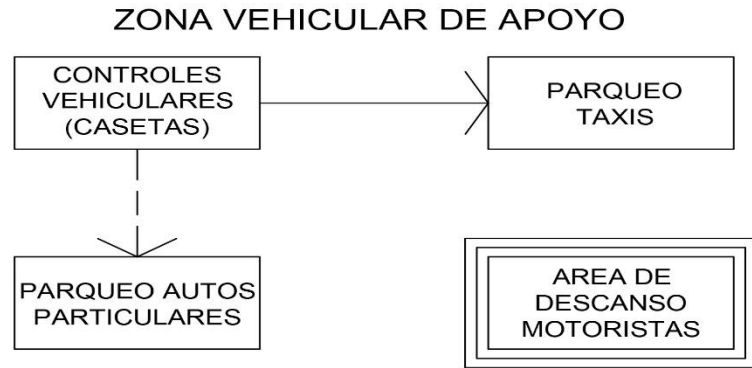 ZONA VEHICULAR DE APOYO
CONTROLES
VEHICULARES
(CASETAS)
PARQUEO
TAXIS
PARQUEO AUTOS
PARTICULARES
AREA DE
DESCANSO
MOTORISTAS